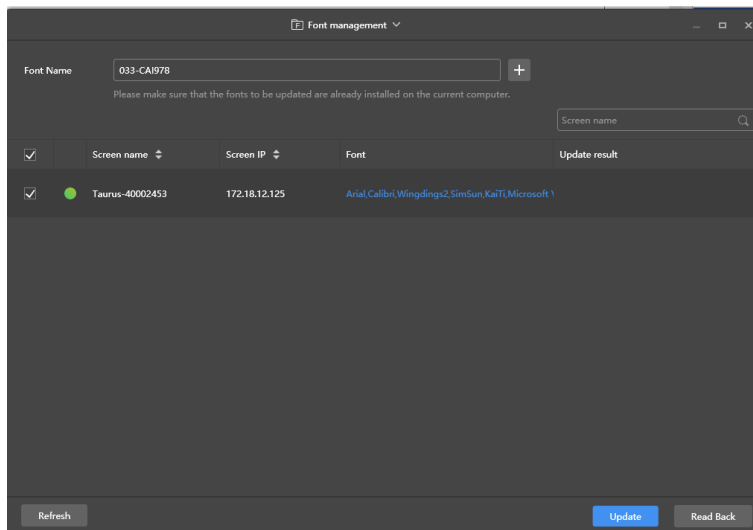 Font management
Font Name
033-CAI978
Please make sure that the fonts to be updated are already installed on the current computer.
Screen name
Screen name Screen IP Font Update result
Taurus-40002453 172.18.12.125 Arial,Calibri,Wingdings2,SimSun,KaiTi,Microsoft
Refresh Update Read Back